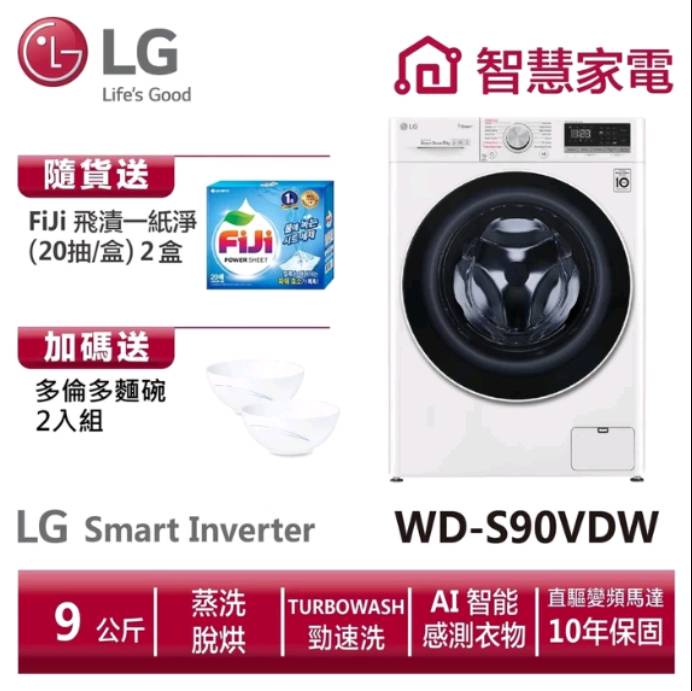 LG
Life's Good
智慧家電
隨貨送
FiJi 飛漬一紙淨
(20抽/盒) 2 盒
1초
FiJi
POWER SHEET
加碼送
多倫多麵碗
2入組
LG
LG Smart Inverter
WD-S90VDW
9 公斤
蒸洗
脫烘
TURBOWASH
勁速洗
AI 智能
感測衣物
直驅變頻馬達
10年保固